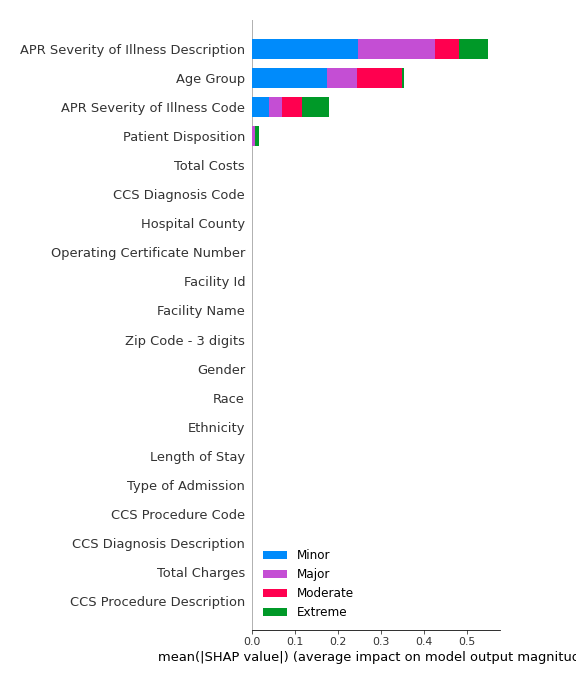 APR Severity of Illness Description
Age Group
APR Severity of Illness Code
Patient Disposition
Total Costs
CCS Diagnosis Code
Hospital County
Operating Certificate Number
Facility Id
Facility Name
Zip Code - 3 digits
Gender
Race
Ethnicity
Length of Stay
Type of Admission
CCS Procedure Code
CCS Diagnosis Description
Total Charges
CCS Procedure Description
Minor
Major
Moderate
Extreme
0.0 0.1 0.2 0.3 0.4 0.5
mean(|SHAP value|) (average impact on model output magnitud